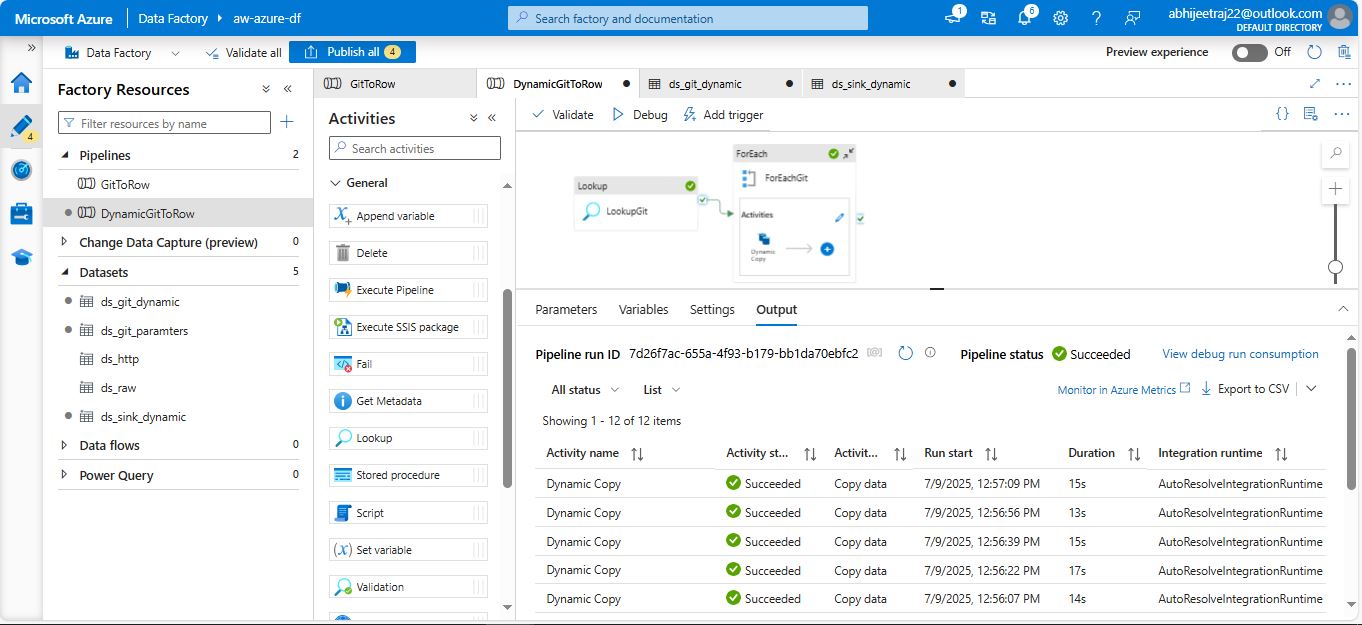 Microsoft Azure
Data Factory
aw-azure-df
Search factory and documentation
1
6
abhijeetraj22@outlook.com
DEFAULT DIRECTORY
Data Factory
Validate all
Publish all 4
Preview experience
Off
4
Factory Resources
Filter resources by name
Pipelines 2
GitToRow
DynamicGitToRow
Change Data Capture (preview) 0
Datasets 5
ds_git_dynamic
ds_git_paramters
ds_http
ds_raw
ds_sink_dynamic
Data flows 0
Power Query 0
GitToRow
DynamicGitToRow
ds_git_dynamic
ds_sink_dynamic
Activities
Search activities
General
Append variable
Delete
Execute Pipeline
Execute SSIS package
Fail
Get Metadata
Lookup
Stored procedure
Script
Set variable
Validation
Validate
Debug
Add trigger
Lookup
LookupGit
ForEach
ForEachGit
Activities
Dynamic
Copy
Parameters Variables Settings Output
Pipeline run ID 7d26f7ac-655a-4f93-b179-bb1da70ebfc2 Pipeline status Succeeded View debug run consumption
All status List Monitor in Azure Metrics Export to CSV
Showing 1 - 12 of 12 items
Activity name Activity st... Activit... Run start Duration Integration runtime
Dynamic Copy Succeeded Copy data 7/9/2025, 12:57:09 PM 15s AutoResolveIntegrationRuntime
Dynamic Copy Succeeded Copy data 7/9/2025, 12:56:56 PM 13s AutoResolveIntegrationRuntime
Dynamic Copy Succeeded Copy data 7/9/2025, 12:56:39 PM 15s AutoResolveIntegrationRuntime
Dynamic Copy Succeeded Copy data 7/9/2025, 12:56:22 PM 17s AutoResolveIntegrationRuntime
Dynamic Copy Succeeded Copy data 7/9/2025, 12:56:07 PM 14s AutoResolveIntegrationRuntime